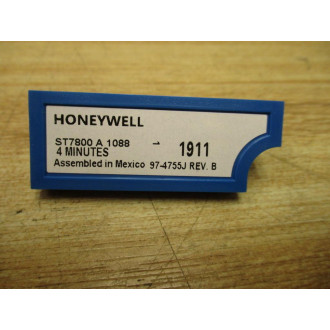 HONEYWELL
ST7800 A 1088 → 1911
4 MINUTES
Assembled in Mexico 97-4755J REV. B